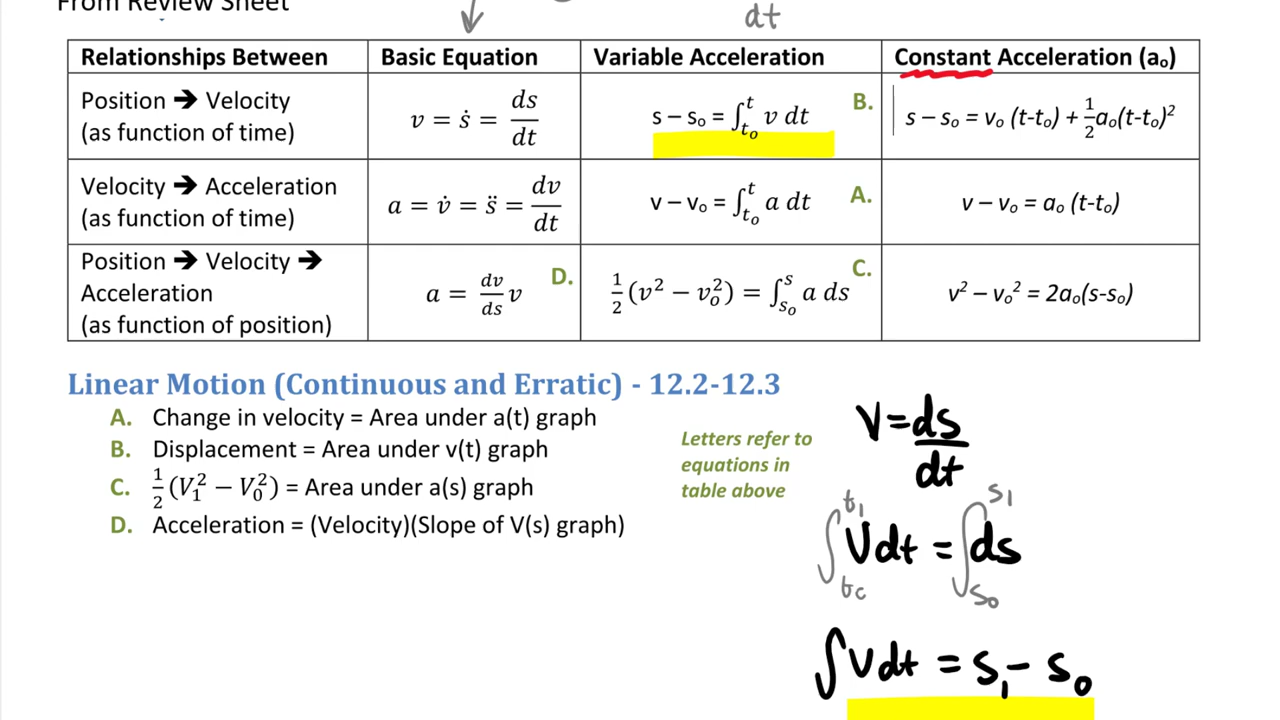 From Review Sheet
dt
Relationships Between | Basic Equation | Variable Acceleration | Constant Acceleration (aₒ)
Position ➔ Velocity
(as function of time)
v = ṡ = ds/dt
s – sₒ = ∫ₜₒᵗ v dt
B.
s – sₒ = vₒ (t-tₒ) + ½aₒ(t-tₒ)²
Velocity ➔ Acceleration
(as function of time)
a = v̇ = s̈ = dv/dt
v – vₒ = ∫ₜₒᵗ a dt
A.
v – vₒ = aₒ (t-tₒ)
Position ➔ Velocity ➔
Acceleration
(as function of position)
a = dv/ds v
D.
½(v² − vₒ²) = ∫ₛₒˢ a ds
C.
v² – vₒ² = 2aₒ(s-sₒ)
Linear Motion (Continuous and Erratic) - 12.2-12.3
A. Change in velocity = Area under a(t) graph
B. Displacement = Area under v(t) graph
C. ½(V₁² − V₀²) = Area under a(s) graph
D. Acceleration = (Velocity)(Slope of V(s) graph)
Letters refer to
equations in
table above
V = ds/dt
∫ Vdt = ∫ ds
t₁
s₁
s₀
∫ Vdt = s₁ - s₀